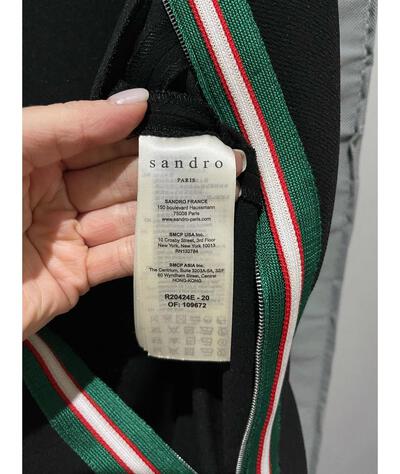 sandro
PARIS
SANDRO FRANCE
150 boulevard Haussmann
75008 Paris
www.sandro-paris.com
SMCP USA Inc.
10 Crosby Street, 3rd Floor
New York, New York 10013
RN132784
SMCP ASIA Inc.
The Centrium, Suite 3203A-5A, 32/F
60 Wyndham Street, Central
HONG-KONG
R20424E - 20
OF: 109672